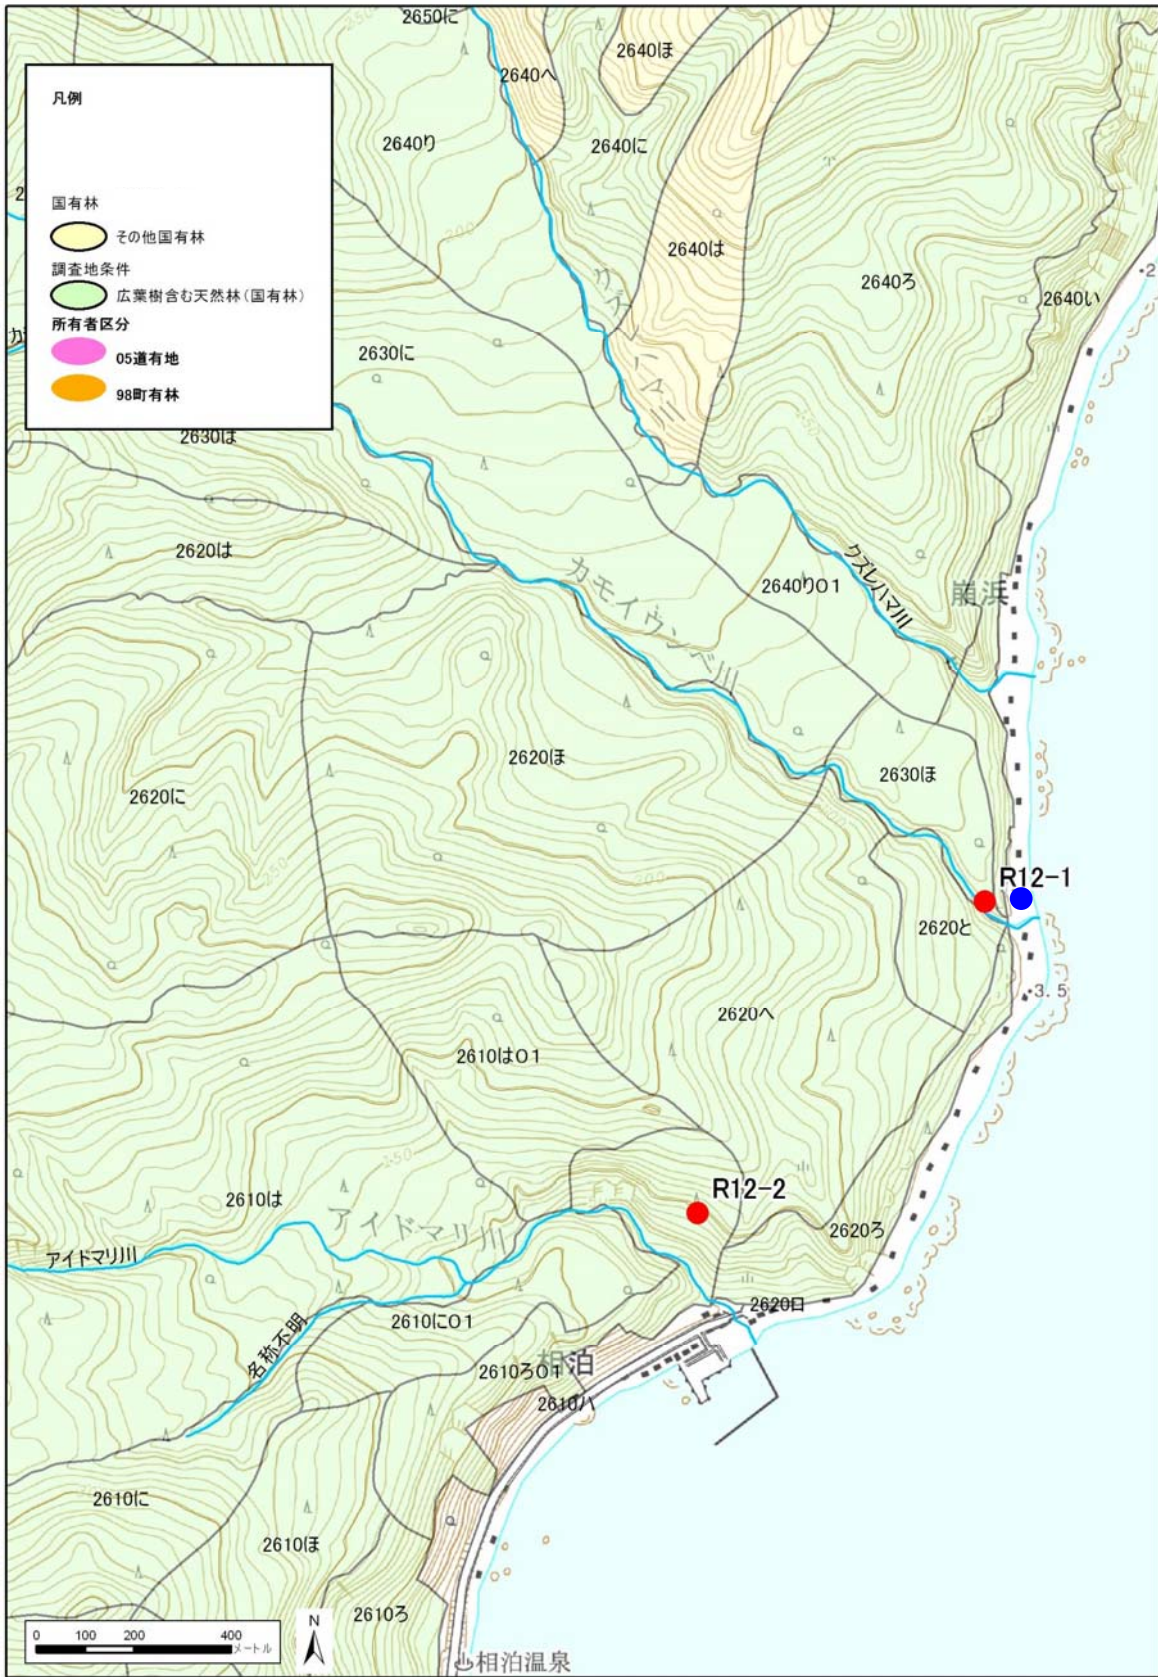 2650に
2640へ
2640ほ
凡例
2640り
2640に
国有林
その他国有林
調査地条件
広葉樹含む天然林（国有林）
所有者区分
05道有地
98町有林
200
2640は
クズレハマ川
2640ろ
2640い
・2
2630に
2630は
150
2620は
カモイウンベ川
2640り01
クズレハマ川
崩浜
2620ほ
2630ほ
2620に
250
200
R12-1
2620と
・3.5
2620へ
2610は01
150
2610は
アイドマリ川
アイドマリ川
R12-2
2620ろ
2620ロ
名称不明
2610に01
2610ろ01
相泊
2610ハ
2610に
2610ほ
2610ろ
0 100 200 400
メートル
N
相泊温泉